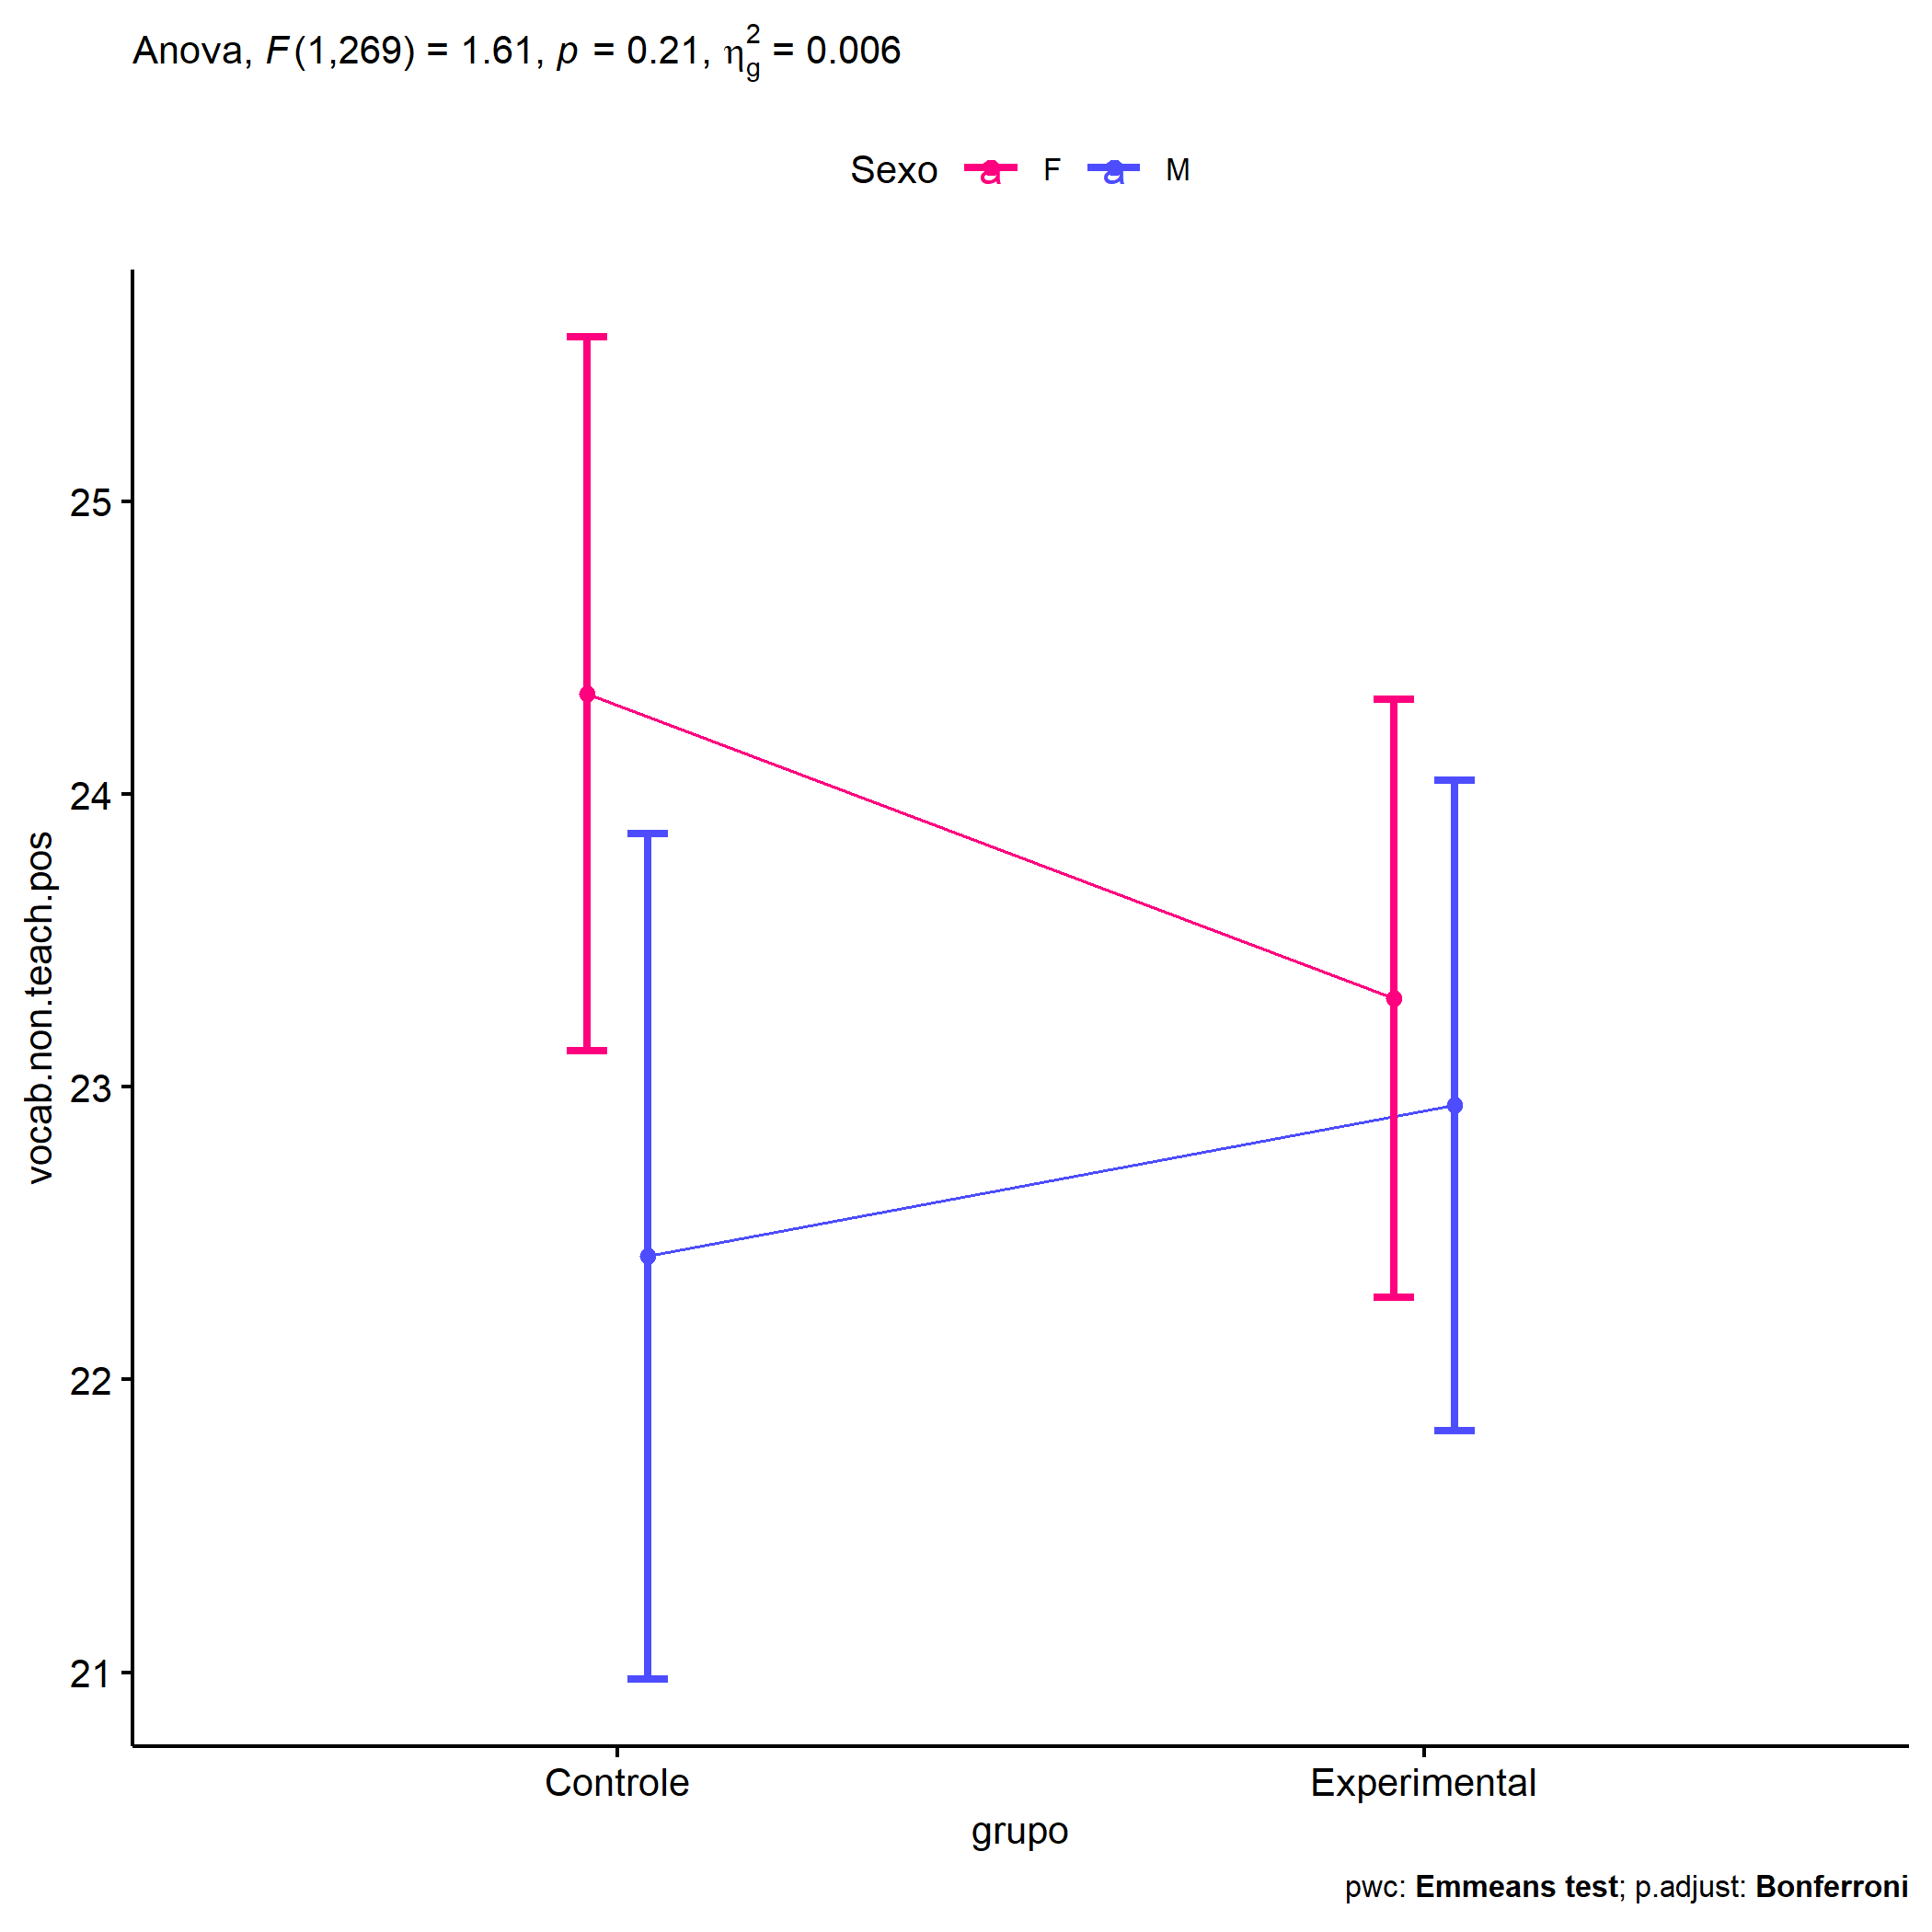 Anova, F(1,269) = 1.61, p = 0.21, η²g = 0.006
Sexo a F a M
25
24
23
22
21
vocab.non.teach.pos
Controle Experimental
grupo
pwc: Emmeans test; p.adjust: Bonferroni